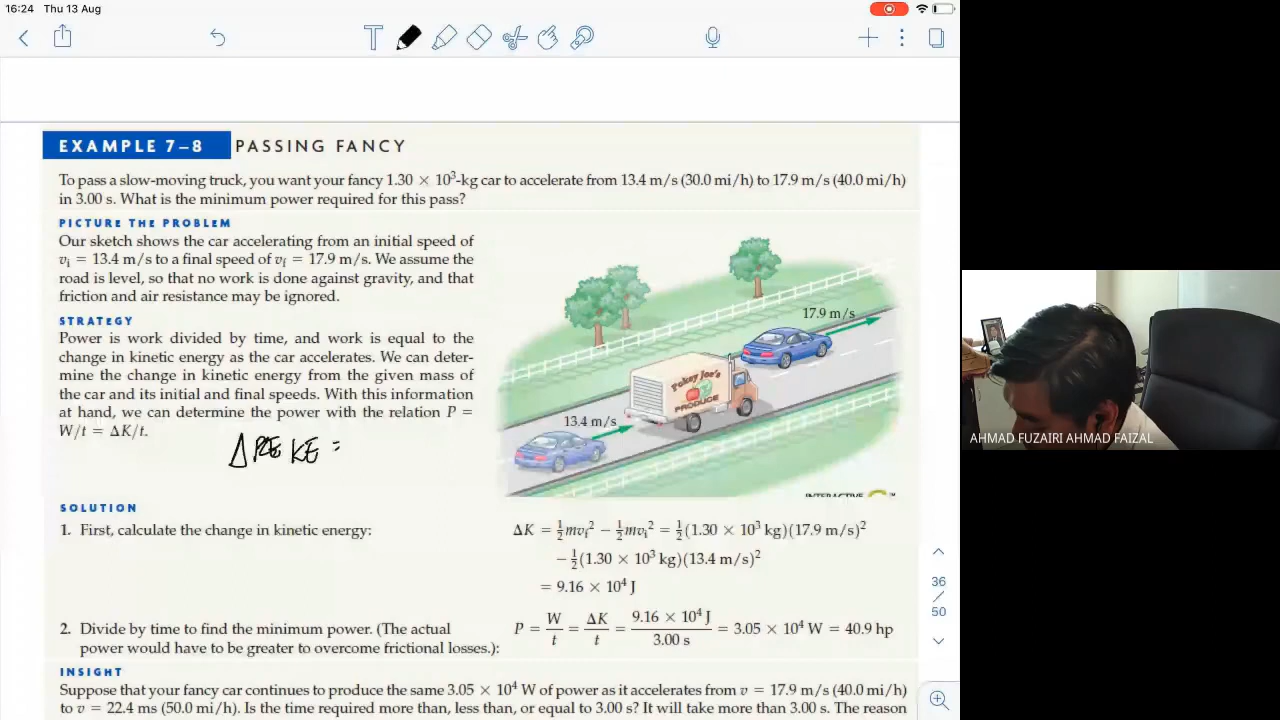 16:24 Thu 13 Aug
EXAMPLE 7–8 PASSING FANCY
To pass a slow-moving truck, you want your fancy 1.30 × 10³-kg car to accelerate from 13.4 m/s (30.0 mi/h) to 17.9 m/s (40.0 mi/h)
in 3.00 s. What is the minimum power required for this pass?
PICTURE THE PROBLEM
Our sketch shows the car accelerating from an initial speed of
vᵢ = 13.4 m/s to a final speed of v_f = 17.9 m/s. We assume the
road is level, so that no work is done against gravity, and that
friction and air resistance may be ignored.
STRATEGY
Power is work divided by time, and work is equal to the
change in kinetic energy as the car accelerates. We can deter-
mine the change in kinetic energy from the given mass of
the car and its initial and final speeds. With this information
at hand, we can determine the power with the relation P =
W/t = ΔK/t.
Δ PE KE =
17.9 m/s
Pokey Joe's
PRODUCE
13.4 m/s
INTERACTIVE
TM
SOLUTION
1. First, calculate the change in kinetic energy:
ΔK = ½mv_f² − ½mvᵢ² = ½(1.30 × 10³ kg)(17.9 m/s)²
− ½(1.30 × 10³ kg)(13.4 m/s)²
= 9.16 × 10⁴ J
2. Divide by time to find the minimum power. (The actual
power would have to be greater to overcome frictional losses.):
P = W/t = ΔK/t = 9.16 × 10⁴ J/3.00 s = 3.05 × 10⁴ W = 40.9 hp
INSIGHT
Suppose that your fancy car continues to produce the same 3.05 × 10⁴ W of power as it accelerates from v = 17.9 m/s (40.0 mi/h)
to v = 22.4 ms (50.0 mi/h). Is the time required more than, less than, or equal to 3.00 s? It will take more than 3.00 s. The reason
36
/
50
AHMAD FUZAIRI AHMAD FAIZAL